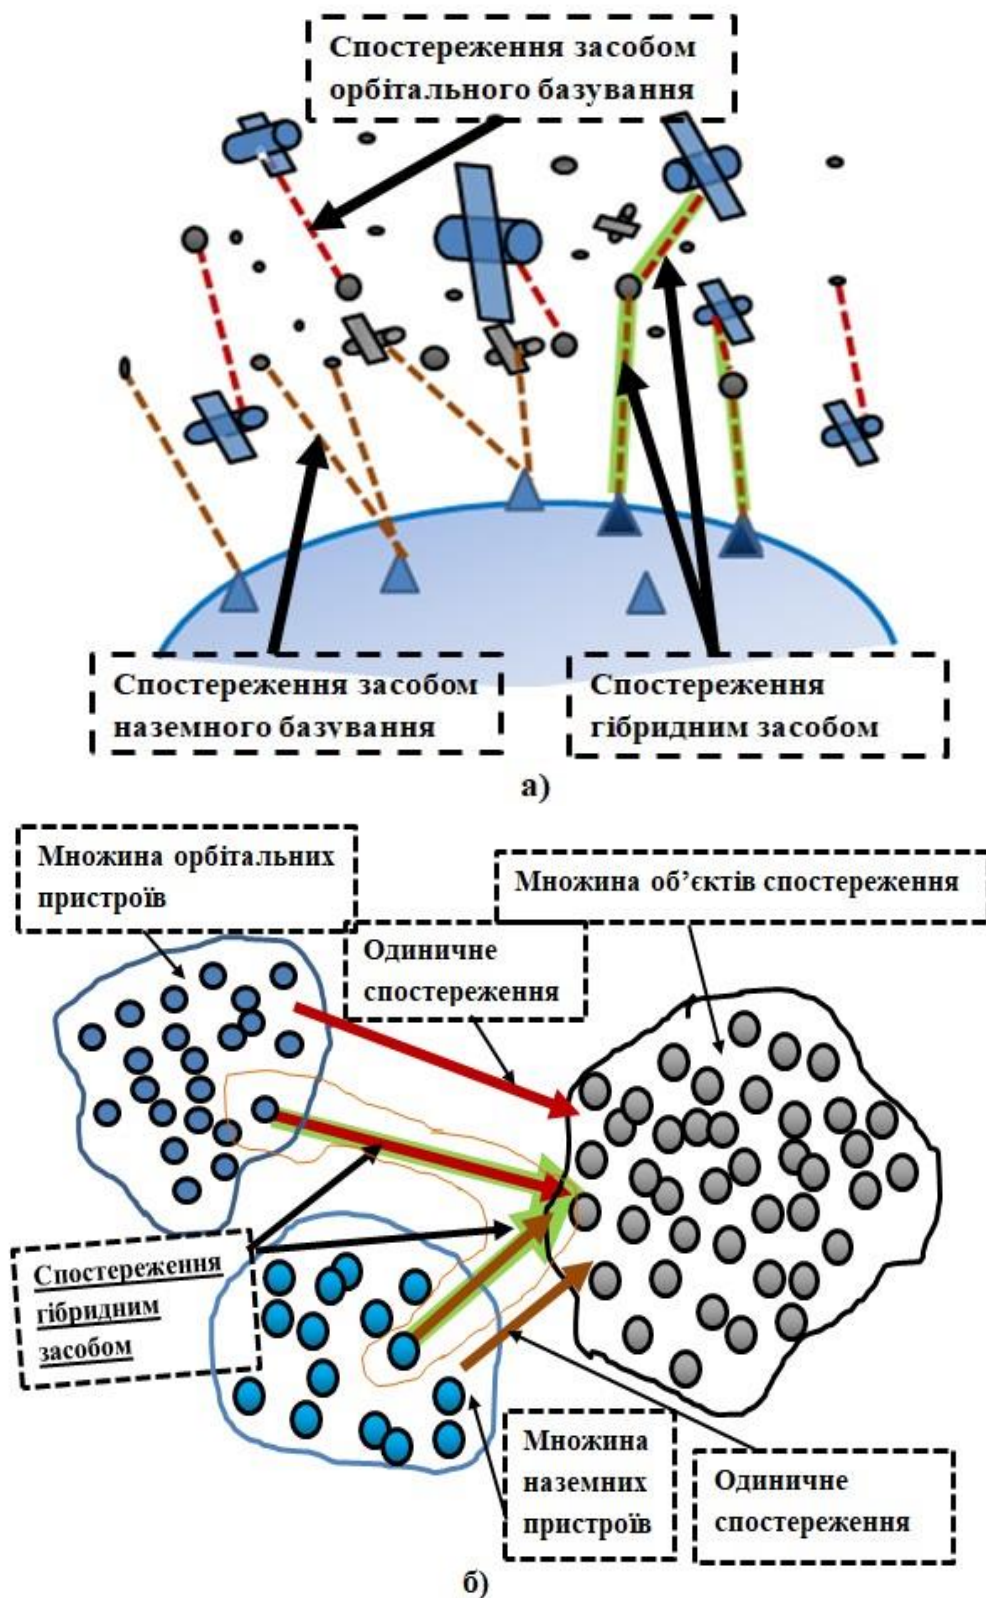 Спостереження засобом
орбітального базування
Спостереження засобом
наземного базування
Спостереження
гібридним засобом
а)
Множина орбітальних
пристроїв
Множина об’єктів спостереження
Одиничне
спостереження
Спостереження
гібридним
засобом
Множина
наземних
пристроїв
Одиничне
спостереження
б)